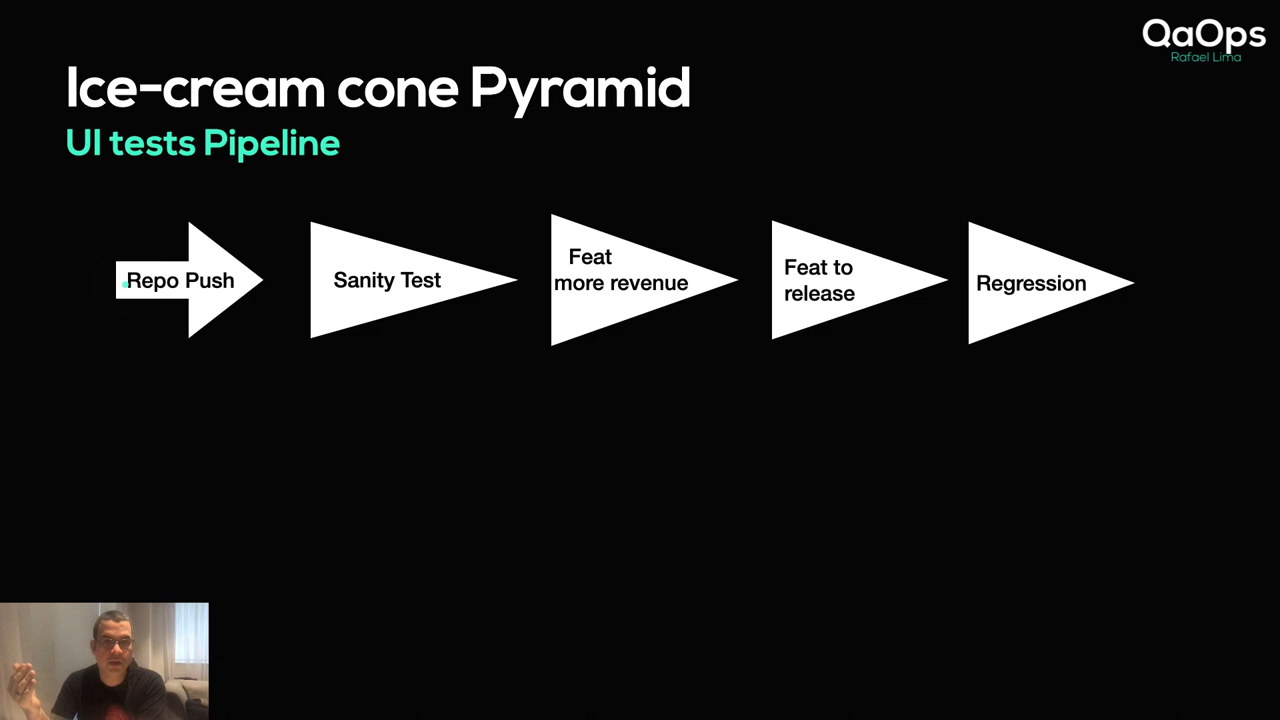 QaOps
Rafael Lima
Ice-cream cone Pyramid
UI tests Pipeline
Repo Push
Sanity Test
Feat
more revenue
Feat to
release
Regression